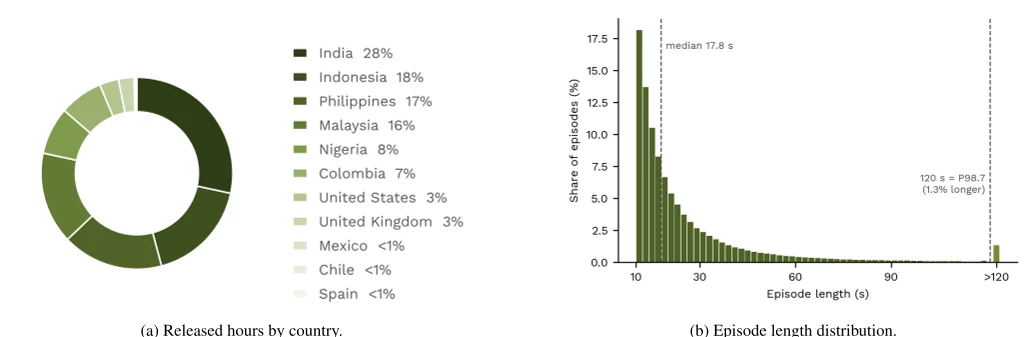 India 28%
Indonesia 18%
Philippines 17%
Malaysia 16%
Nigeria 8%
Colombia 7%
United States 3%
United Kingdom 3%
Mexico <1%
Chile <1%
Spain <1%
(a) Released hours by country.
Share of episodes (%)
17.5
15.0
12.5
10.0
7.5
5.0
2.5
0.0
median 17.8 s
120 s = P98.7
(1.3% longer)
10 30 60 90 >120
Episode length (s)
(b) Episode length distribution.